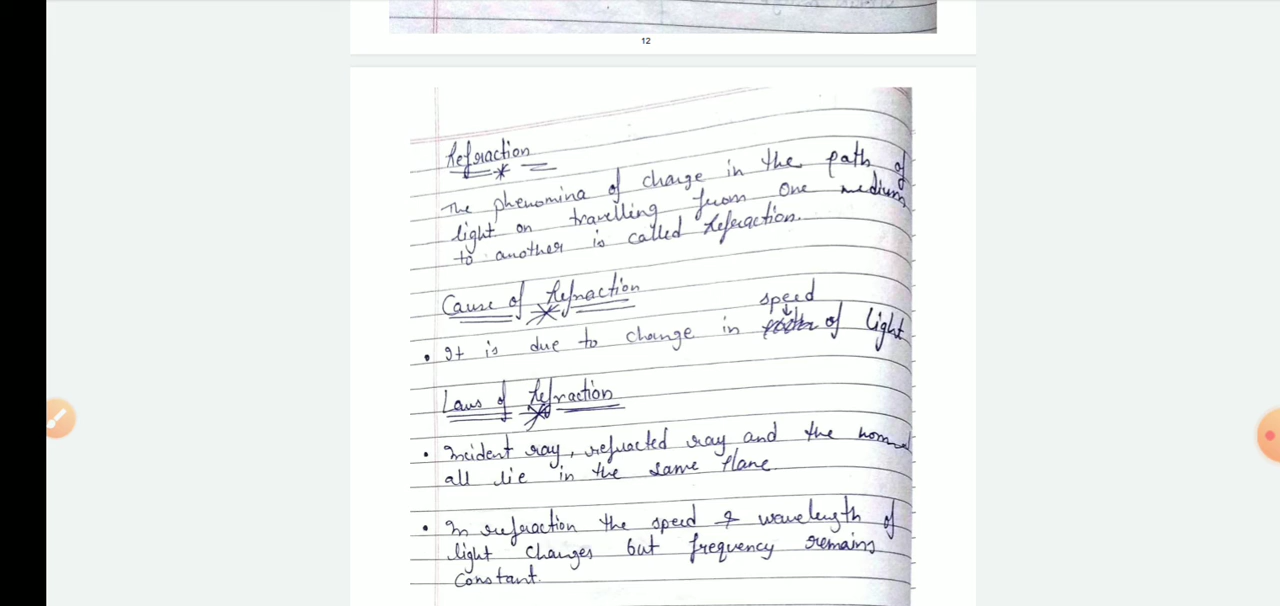 12
Refraction
The phenomina of change in the path of
light on travelling from one medium
to another is called Refraction.
Cause of Refraction
speed
• It is due to change in of light
Laws of Refraction
• Incident ray, refracted ray and the normal
all lie in the same plane
• In refraction the speed & wavelength of
light changes but frequency remains
constant.